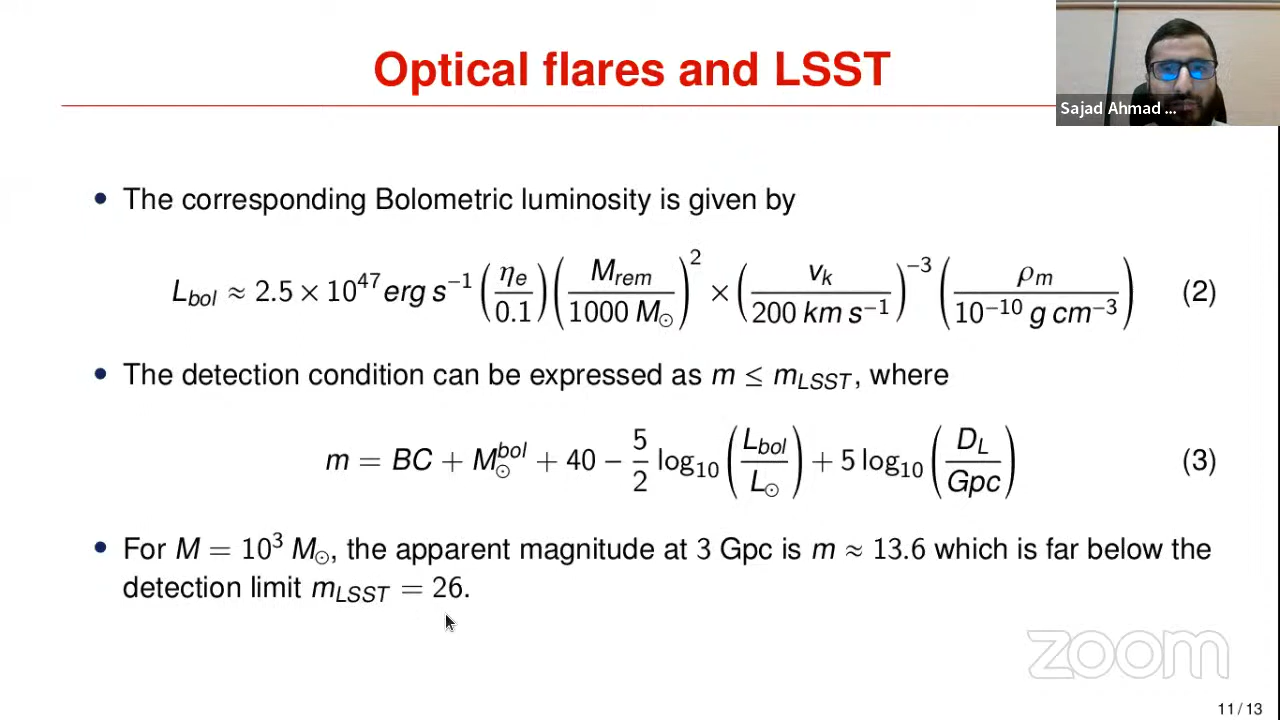 Optical flares and LSST
Sajad Ahmad ...
• The corresponding Bolometric luminosity is given by
L_bol ≈ 2.5 × 10^47 erg s^−1 (η_e / 0.1) (M_rem / 1000 M_⊙)^2 × (v_k / 200 km s^−1)^−3 (ρ_m / 10^−10 g cm^−3) (2)
• The detection condition can be expressed as m ≤ m_LSST, where
m = BC + M_⊙^bol + 40 − 5/2 log_10 (L_bol / L_⊙) + 5 log_10 (D_L / Gpc) (3)
• For M = 10^3 M_⊙, the apparent magnitude at 3 Gpc is m ≈ 13.6 which is far below the
detection limit m_LSST = 26.
zoom
11 / 13